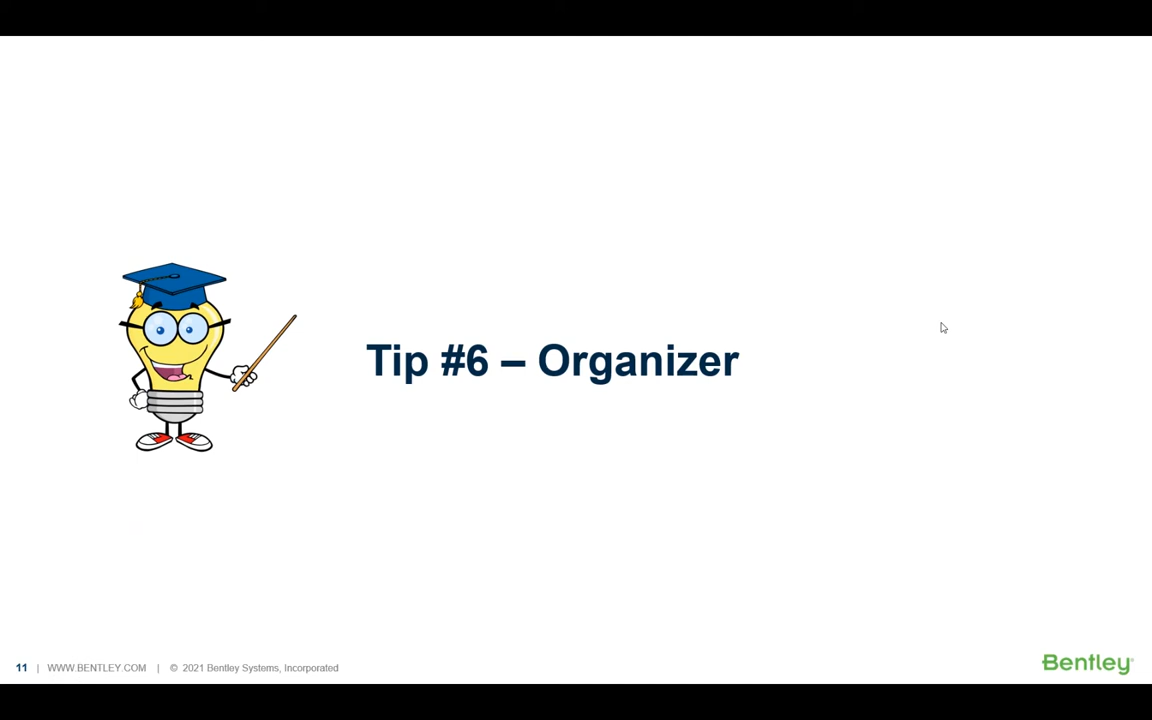 Tip #6 – Organizer
11 | WWW.BENTLEY.COM | © 2021 Bentley Systems, Incorporated
Bentley®